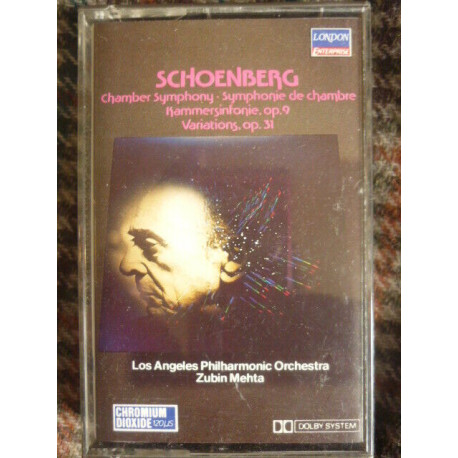 LONDON
ENTERPRISE
SCHOENBERG
Chamber Symphony · Symphonie de chambre
Kammersinfonie, op.9
Variations, op. 31
Los Angeles Philharmonic Orchestra
Zubin Mehta
CHROMIUM
DIOXIDE 120µs
DOLBY SYSTEM